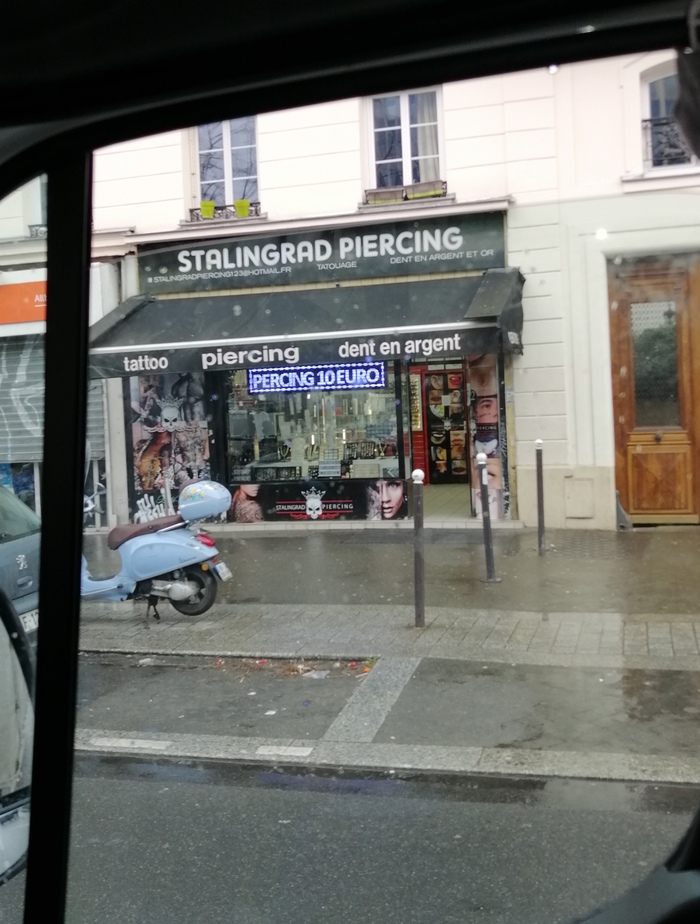 STALINGRAD PIERCING
STALINGRADPIERCING123@HOTMAIL.FR TATOUAGE DENT EN ARGENT ET OR
tattoo piercing dent en argent
PERCING 10 EURO
STALINGRAD PIERCING